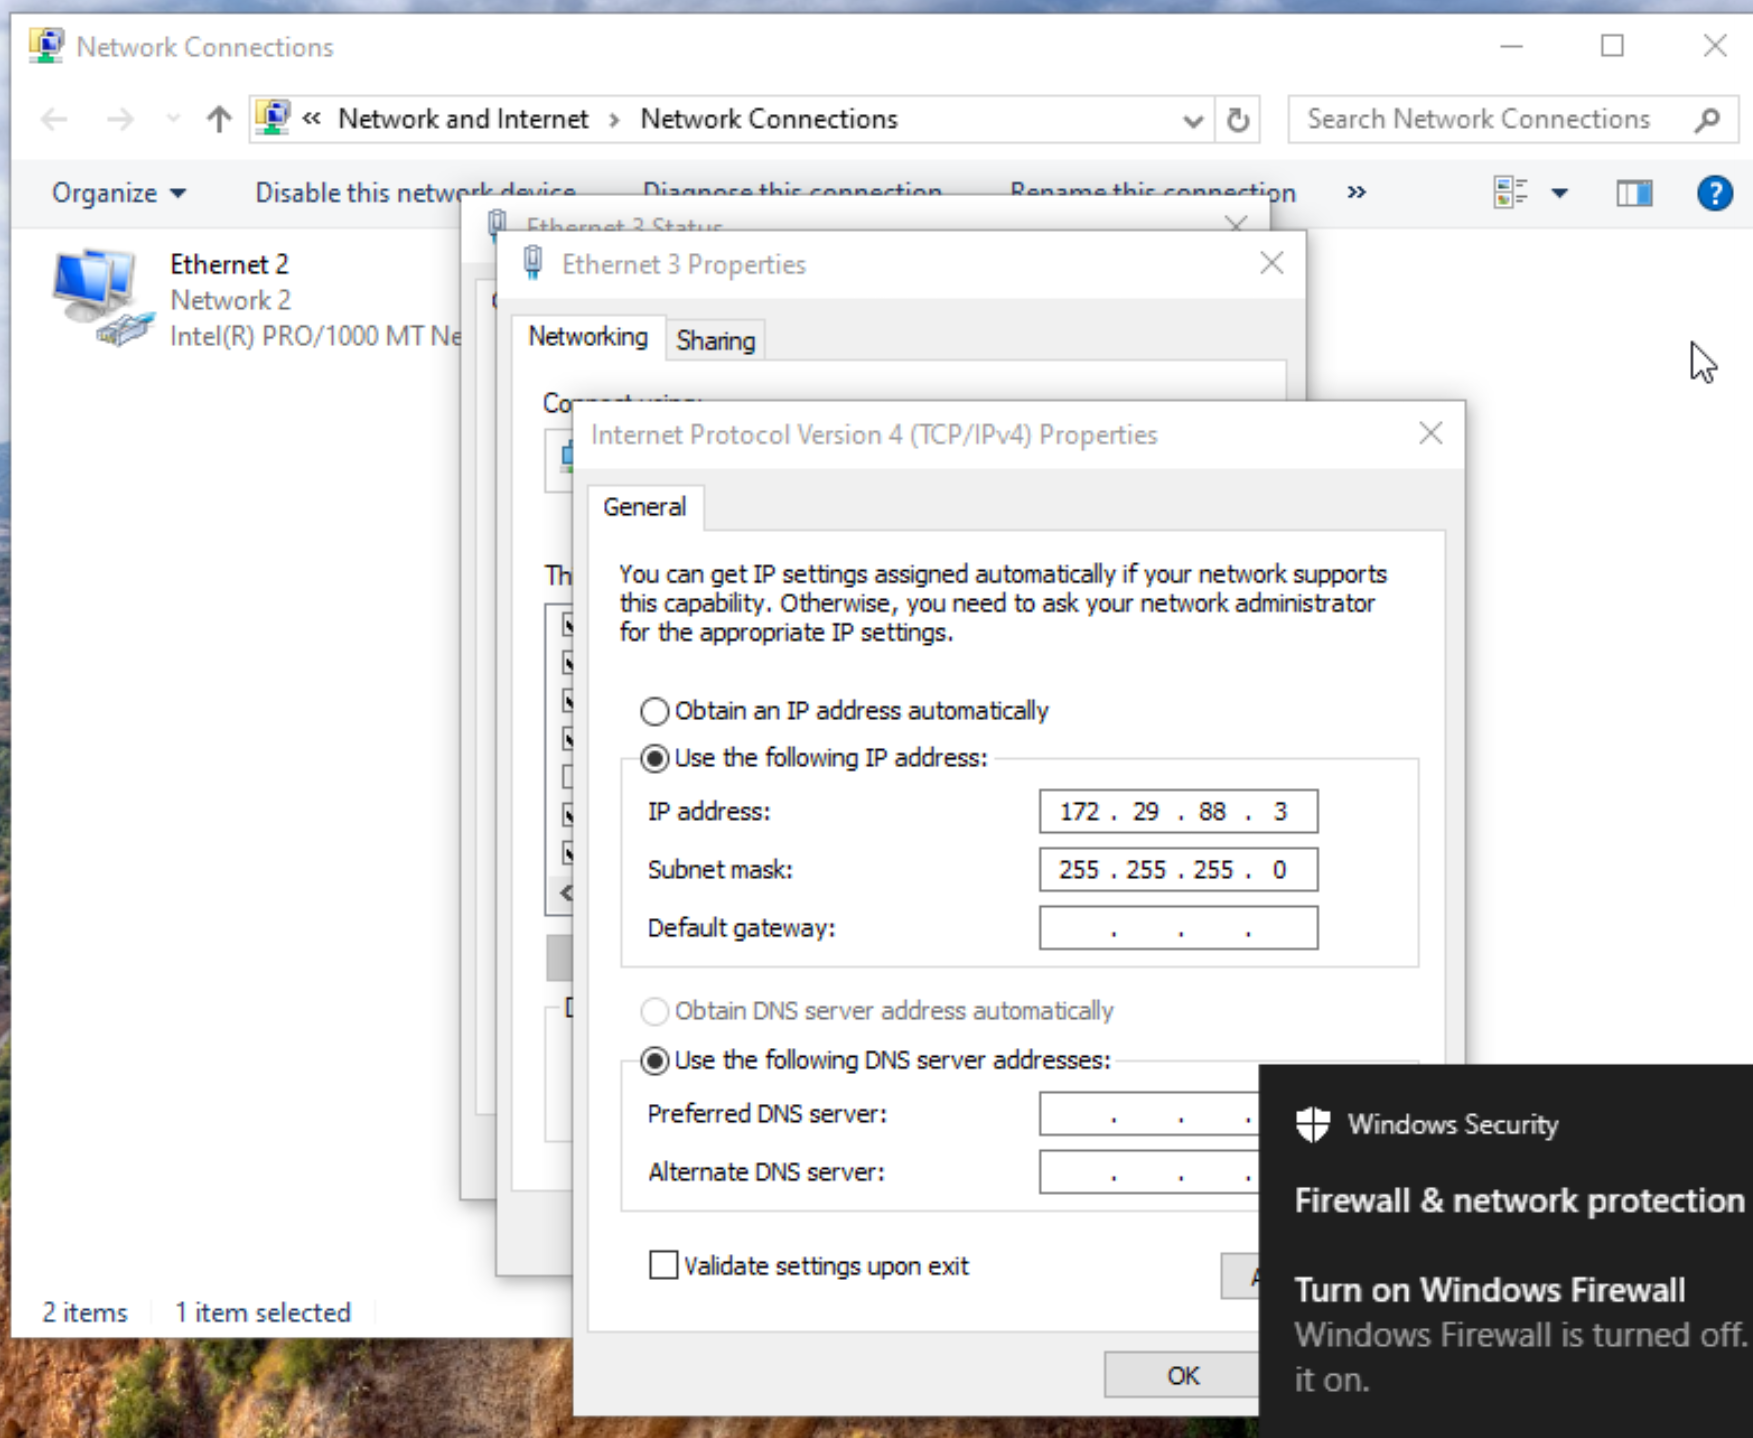 Network Connections
« Network and Internet › Network Connections
Search Network Connections
Organize
Disable this network device
Diagnose this connection
Rename this connection
»
Ethernet 2
Network 2
Intel(R) PRO/1000 MT Ne
Ethernet 3 Status
Ethernet 3 Properties
Networking
Sharing
Connect using:
Th
Internet Protocol Version 4 (TCP/IPv4) Properties
General
You can get IP settings assigned automatically if your network supports
this capability. Otherwise, you need to ask your network administrator
for the appropriate IP settings.
Obtain an IP address automatically
Use the following IP address:
IP address:
172 . 29 . 88 . 3
Subnet mask:
255 . 255 . 255 . 0
Default gateway:
. . .
Obtain DNS server address automatically
Use the following DNS server addresses:
Preferred DNS server:
. . .
Alternate DNS server:
. . .
Validate settings upon exit
OK
2 items
1 item selected
Windows Security
Firewall & network protection
Turn on Windows Firewall
Windows Firewall is turned off.
it on.